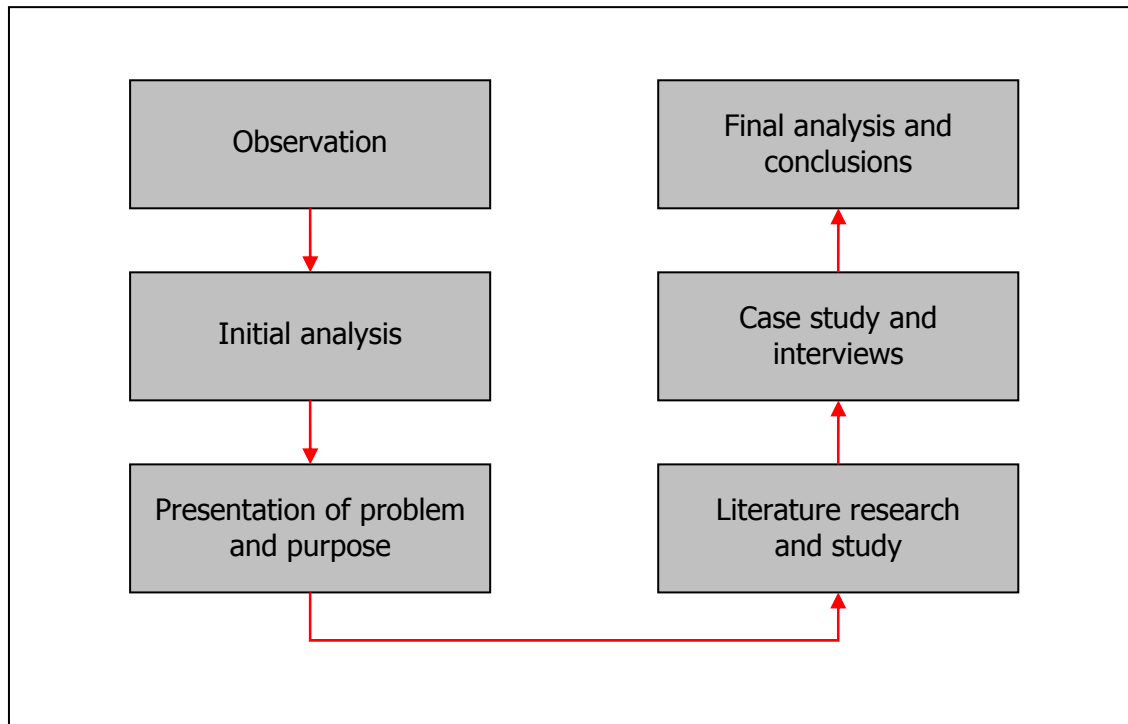 Observation
Initial analysis
Presentation of problem
and purpose
Literature research
and study
Case study and
interviews
Final analysis and
conclusions